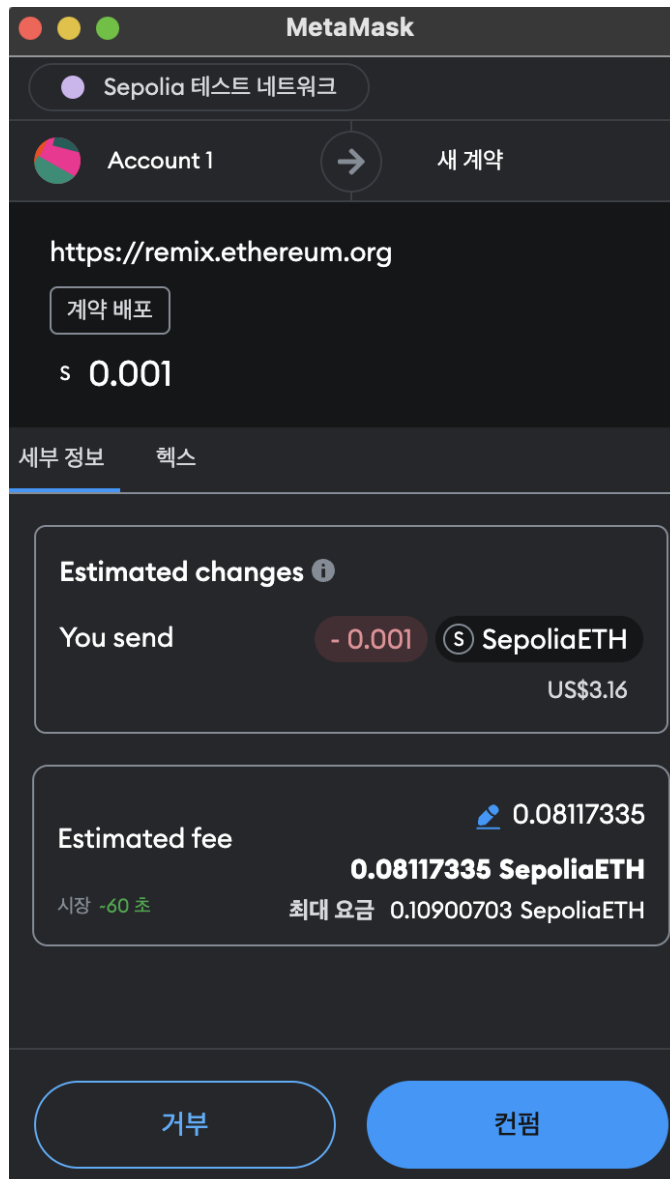 MetaMask
Sepolia 테스트 네트워크
Account 1
새 계약
https://remix.ethereum.org
계약 배포
S 0.001
세부 정보 헥스
Estimated changes
You send - 0.001 S SepoliaETH
US$3.16
0.08117335
Estimated fee
0.08117335 SepoliaETH
시장 ~60 초 최대 요금 0.10900703 SepoliaETH
거부 컨펌